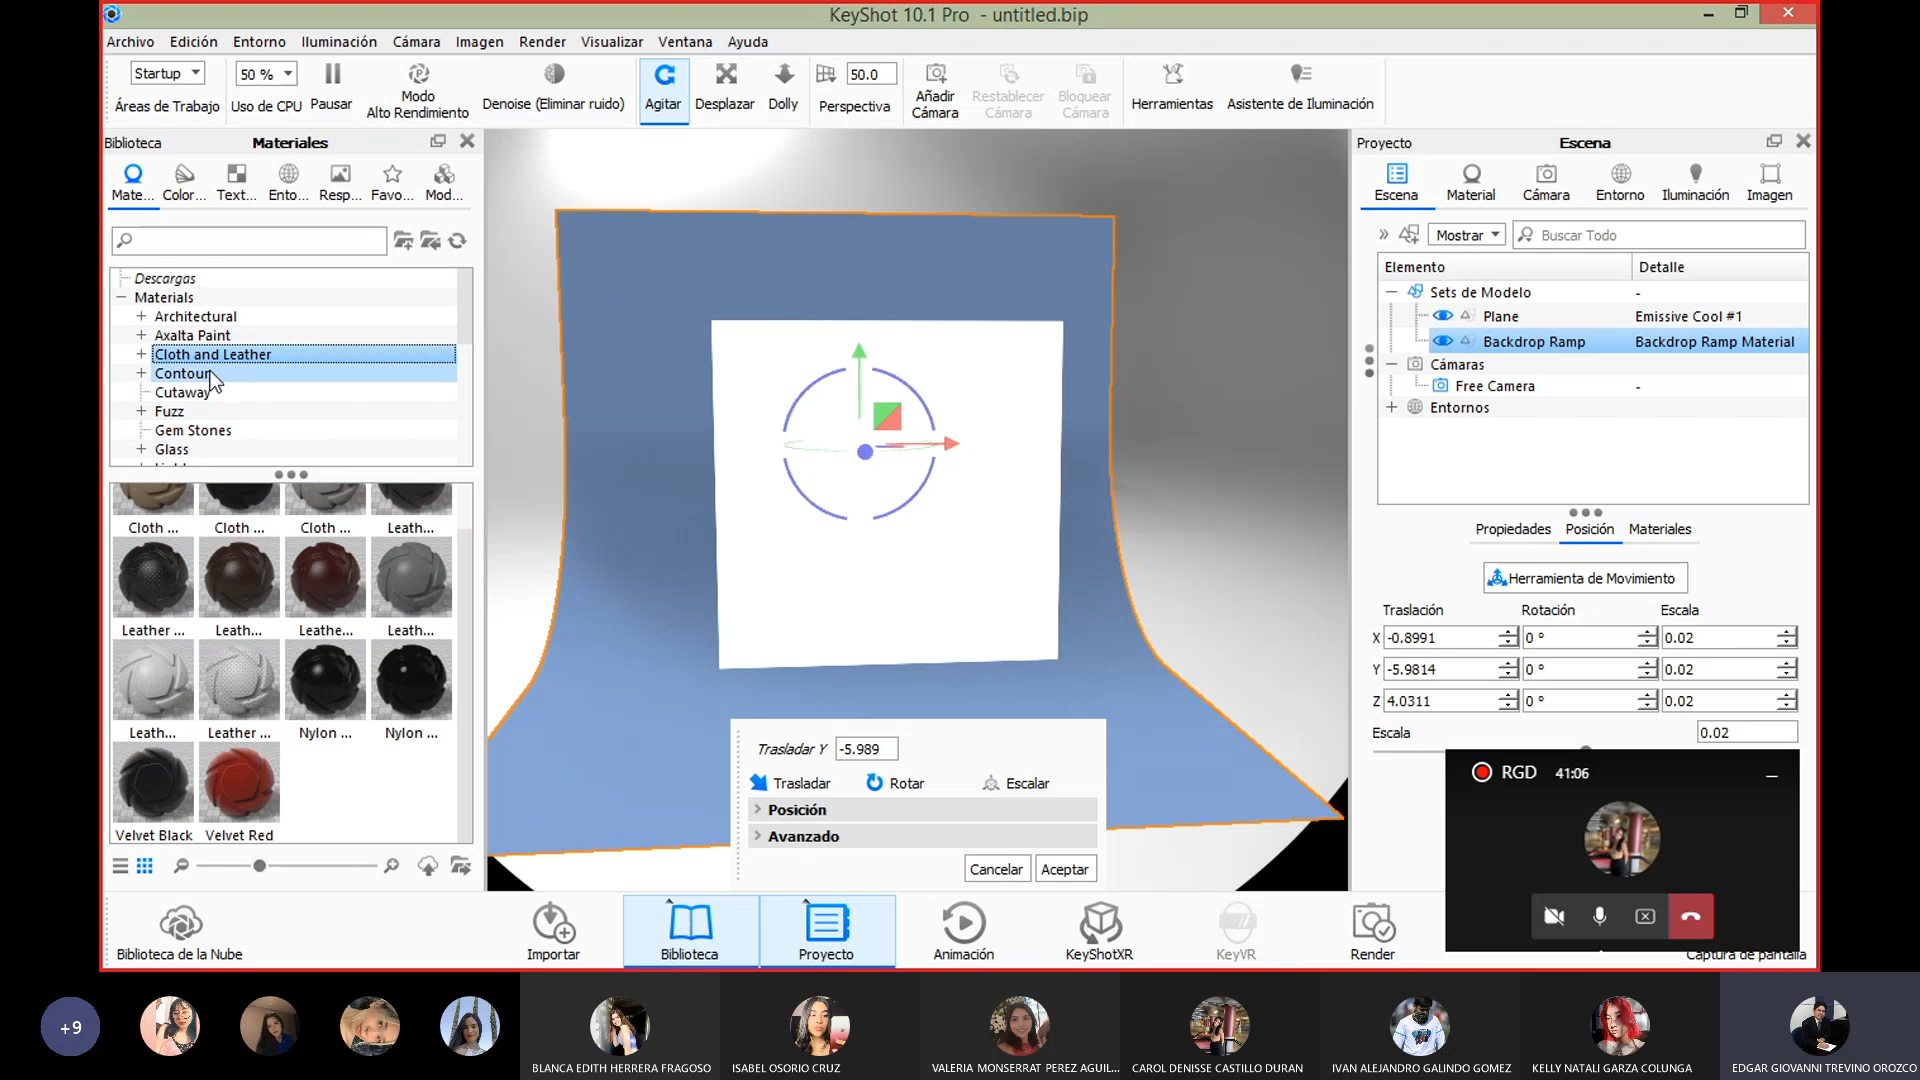 KeyShot 10.1 Pro - untitled.bip
Archivo Edición Entorno Iluminación Cámara Imagen Render Visualizar Ventana Ayuda
Startup 50 % 50.0
Áreas de Trabajo Uso de CPU Pausar Modo Alto Rendimiento Denoise (Eliminar ruido) Agitar Desplazar Dolly Perspectiva Añadir Cámara Restablecer Cámara Bloquear Cámara Herramientas Asistente de Iluminación
Biblioteca Materiales
Mate... Color... Text... Ento... Resp... Favo... Mod...
Descargas
Materials
Architectural
Axalta Paint
Cloth and Leather
Contour
Cutaway
Fuzz
Gem Stones
Glass
Cloth ... Cloth ... Cloth ... Leath...
Leather ... Leath... Leathe... Leath...
Leath... Leather ... Nylon ... Nylon ...
Velvet Black Velvet Red
Biblioteca de la Nube
Trasladar Y -5.989
Trasladar Rotar Escalar
Posición
Avanzado
Cancelar Aceptar
Importar Biblioteca Proyecto Animación KeyShotXR KeyVR Render Captura de pantalla
Proyecto Escena
Escena Material Cámara Entorno Iluminación Imagen
Mostrar Buscar Todo
Elemento Detalle
Sets de Modelo -
Plane Emissive Cool #1
Backdrop Ramp Backdrop Ramp Material
Cámaras
Free Camera -
Entornos
Propiedades Posición Materiales
Herramienta de Movimiento
Traslación Rotación Escala
X -0.8991 0 ° 0.02
Y -5.9814 0 ° 0.02
Z 4.0311 0 ° 0.02
Escala 0.02
RGD 41:06
+9
BLANCA EDITH HERRERA FRAGOSO
ISABEL OSORIO CRUZ
VALERIA MONSERRAT PEREZ AGUIL...
CAROL DENISSE CASTILLO DURAN
IVAN ALEJANDRO GALINDO GOMEZ
KELLY NATALI GARZA COLUNGA
EDGAR GIOVANNI TREVINO OROZCO